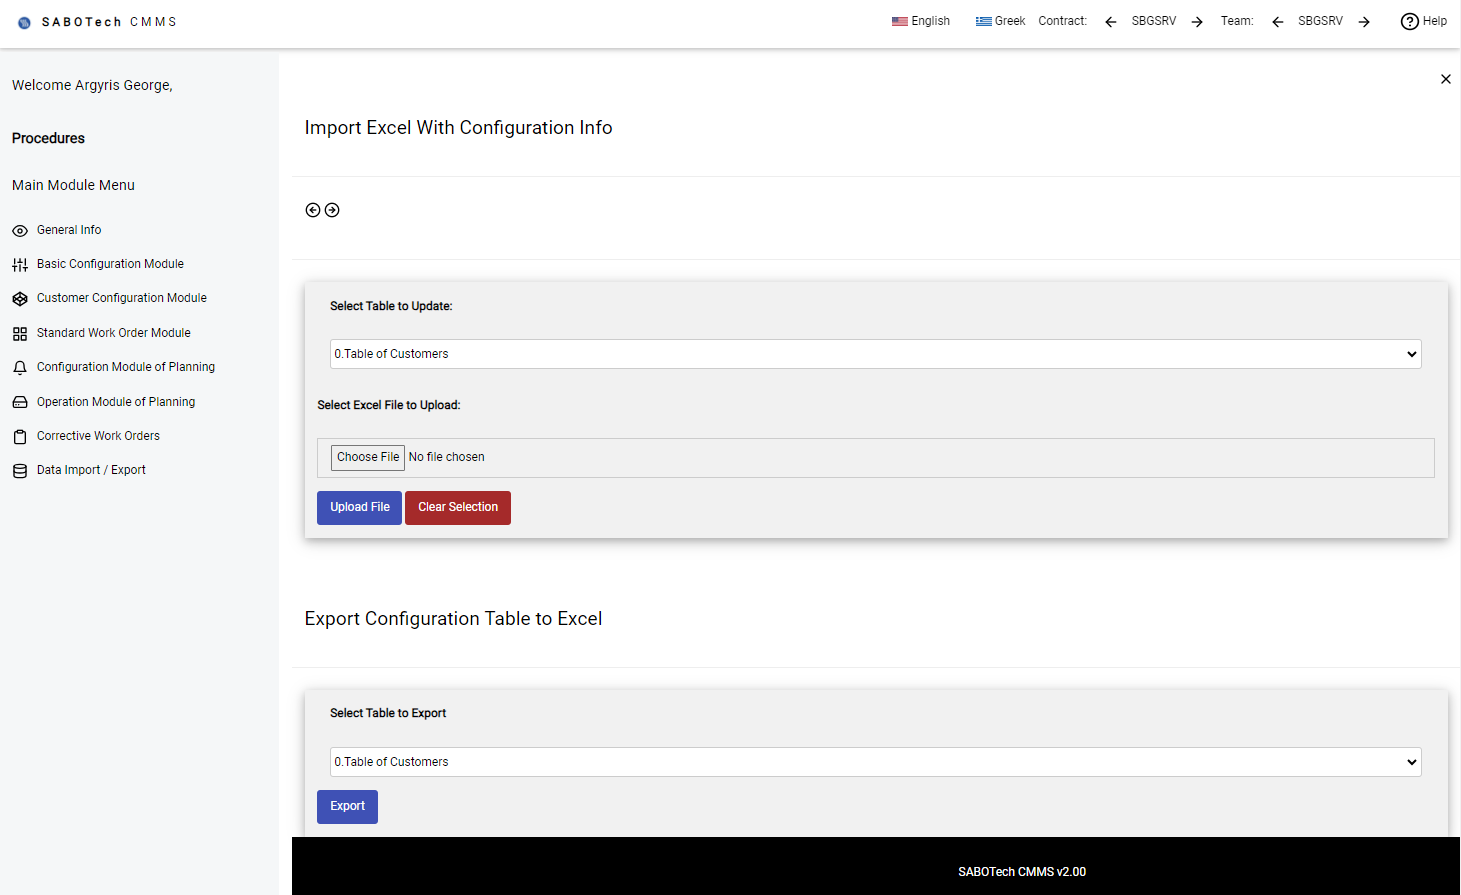 SABOTech CMMS
English Greek Contract: SBGSRV Team: SBGSRV Help
Welcome Argyris George,
Procedures
Main Module Menu
General Info
Basic Configuration Module
Customer Configuration Module
Standard Work Order Module
Configuration Module of Planning
Operation Module of Planning
Corrective Work Orders
Data Import / Export
Import Excel With Configuration Info
Select Table to Update:
0.Table of Customers
Select Excel File to Upload:
Choose File No file chosen
Upload File Clear Selection
Export Configuration Table to Excel
Select Table to Export
0.Table of Customers
Export
SABOTech CMMS v2.00